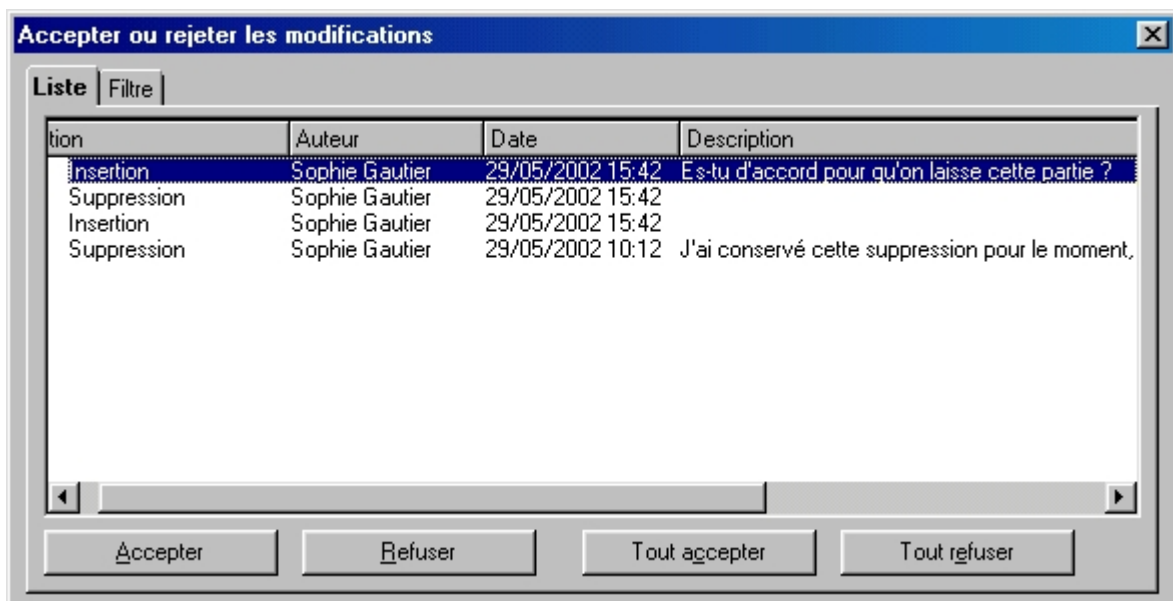 Accepter ou rejeter les modifications
Liste Filtre
tion Auteur Date Description
Insertion Sophie Gautier 29/05/2002 15:42 Es-tu d'accord pour qu'on laisse cette partie ?
Suppression Sophie Gautier 29/05/2002 15:42
Insertion Sophie Gautier 29/05/2002 15:42
Suppression Sophie Gautier 29/05/2002 10:12 J'ai conservé cette suppression pour le moment,
Accepter Refuser Tout accepter Tout refuser